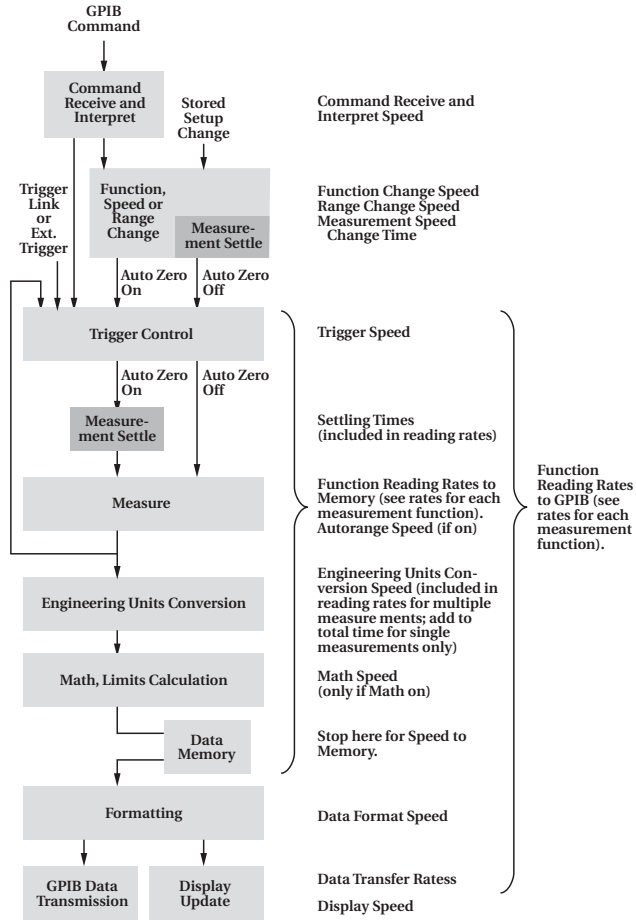 GPIB
Command
Command
Receive and
Interpret
Stored
Setup
Change
Command Receive and
Interpret Speed
Trigger
Link
or
Ext.
Trigger
Function,
Speed or
Range
Change
Measure-
ment Settle
Function Change Speed
Range Change Speed
Measurement Speed
Change Time
Auto Zero
On
Auto Zero
Off
Trigger Control
Trigger Speed
Auto Zero
On
Auto Zero
Off
Measure-
ment Settle
Settling Times
(included in reading rates)
Measure
Function Reading Rates to
Memory (see rates for each
measurement function).
Autorange Speed (if on)
Function
Reading Rates
to GPIB (see
rates for each
measurement
function).
Engineering Units Conversion
Engineering Units Con-
version Speed (included in
reading rates for multiple
measure ments; add to
total time for single
measurements only)
Math, Limits Calculation
Math Speed
(only if Math on)
Data
Memory
Stop here for Speed to
Memory.
Formatting
Data Format Speed
GPIB Data
Transmission
Display
Update
Data Transfer Ratess
Display Speed